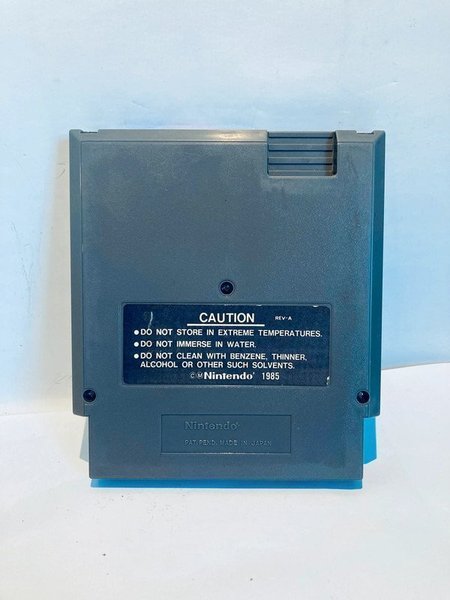 CAUTION REV-A
●DO NOT STORE IN EXTREME TEMPERATURES.
●DO NOT IMMERSE IN WATER.
●DO NOT CLEAN WITH BENZENE, THINNER,
ALCOHOL OR OTHER SUCH SOLVENTS.
©ⓂNintendo® 1985
Nintendo®
PAT. PEND. MADE IN JAPAN